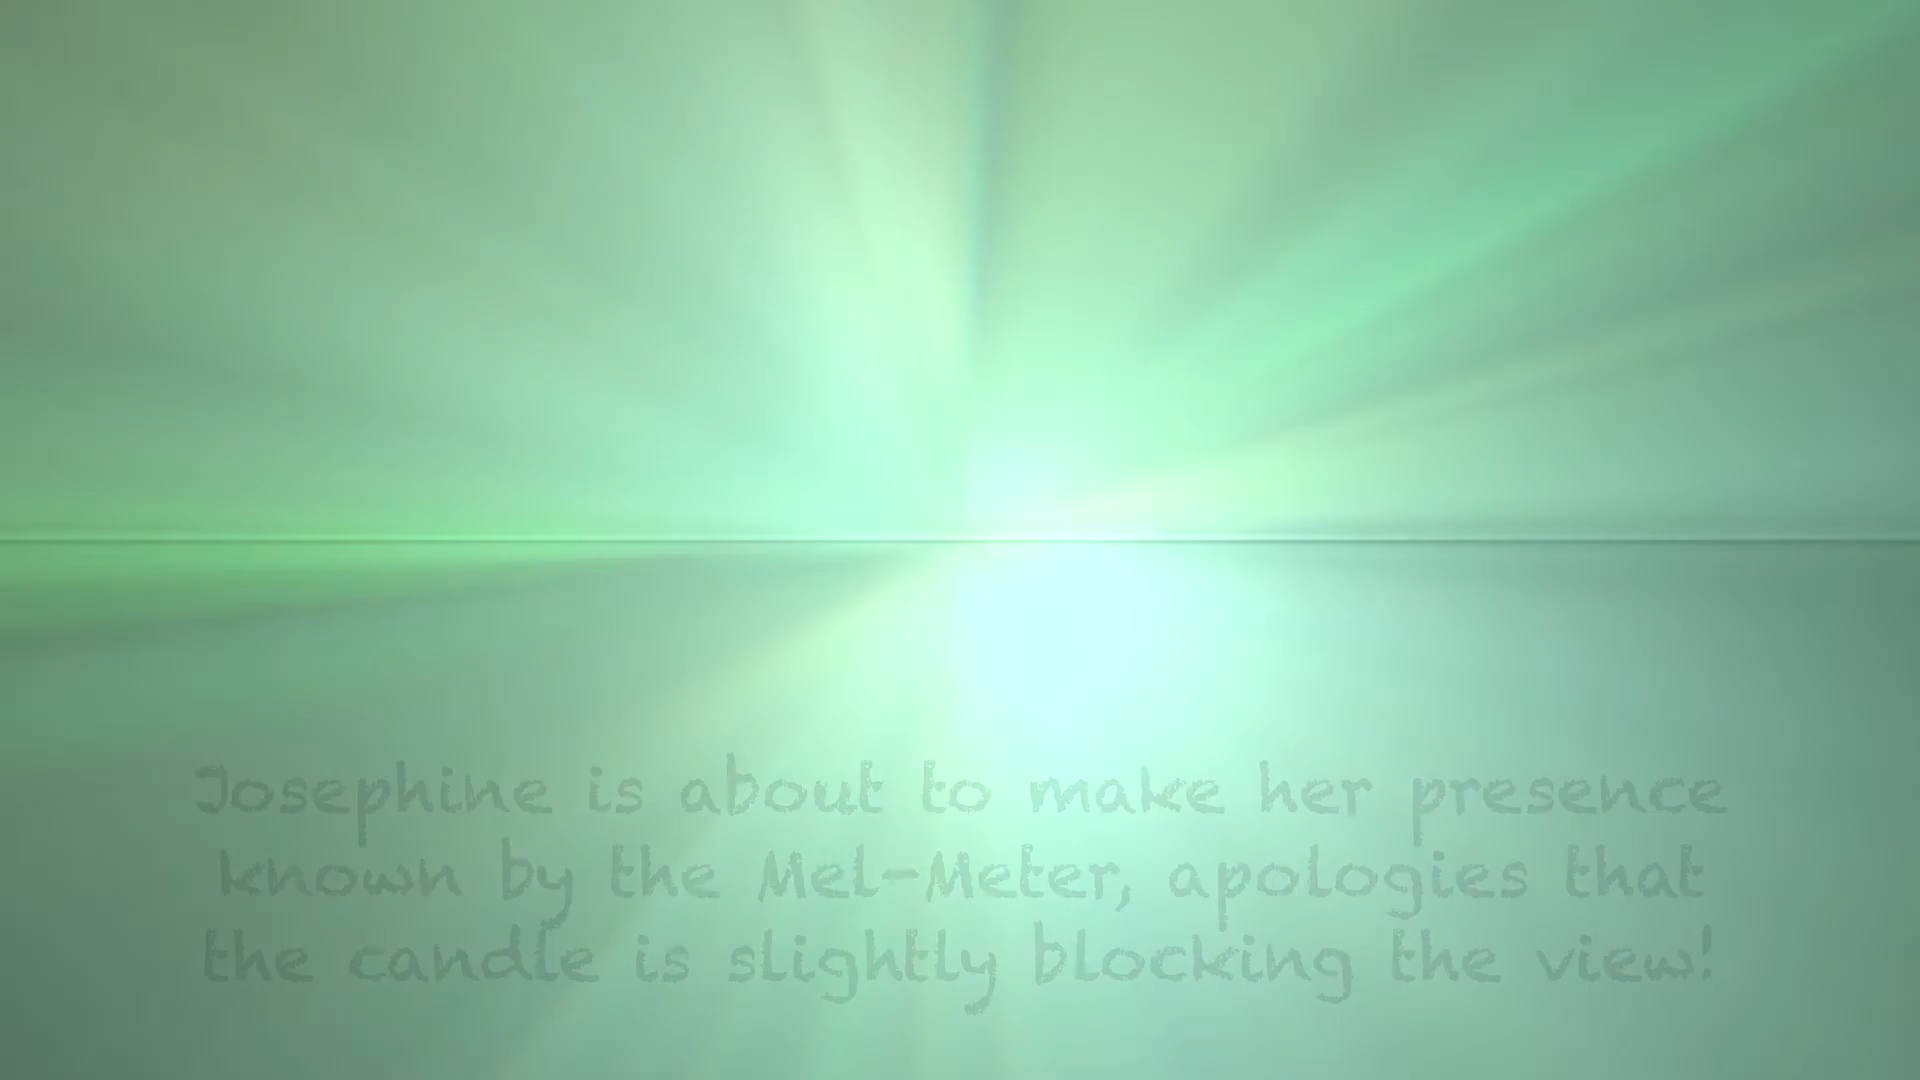 Josephine is about to make her presence
known by the Mel-Meter, apologies that
the candle is slightly blocking the view!